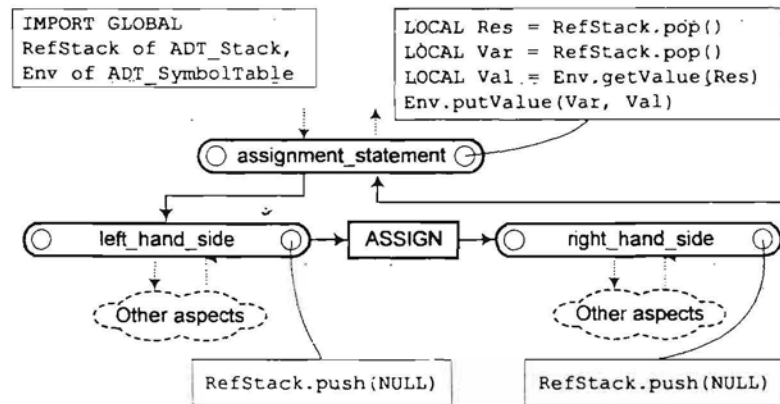 IMPORT GLOBAL
RefStack of ADT_Stack,
Env of ADT_SymbolTable
LOCAL Res = RefStack.pop()
LOCAL Var = RefStack.pop()
LOCAL Val = Env.getValue(Res)
Env.putValue(Var, Val)
assignment_statement
left_hand_side
ASSIGN
right_hand_side
Other aspects
Other aspects
RefStack.push(NULL)
RefStack.push(NULL)